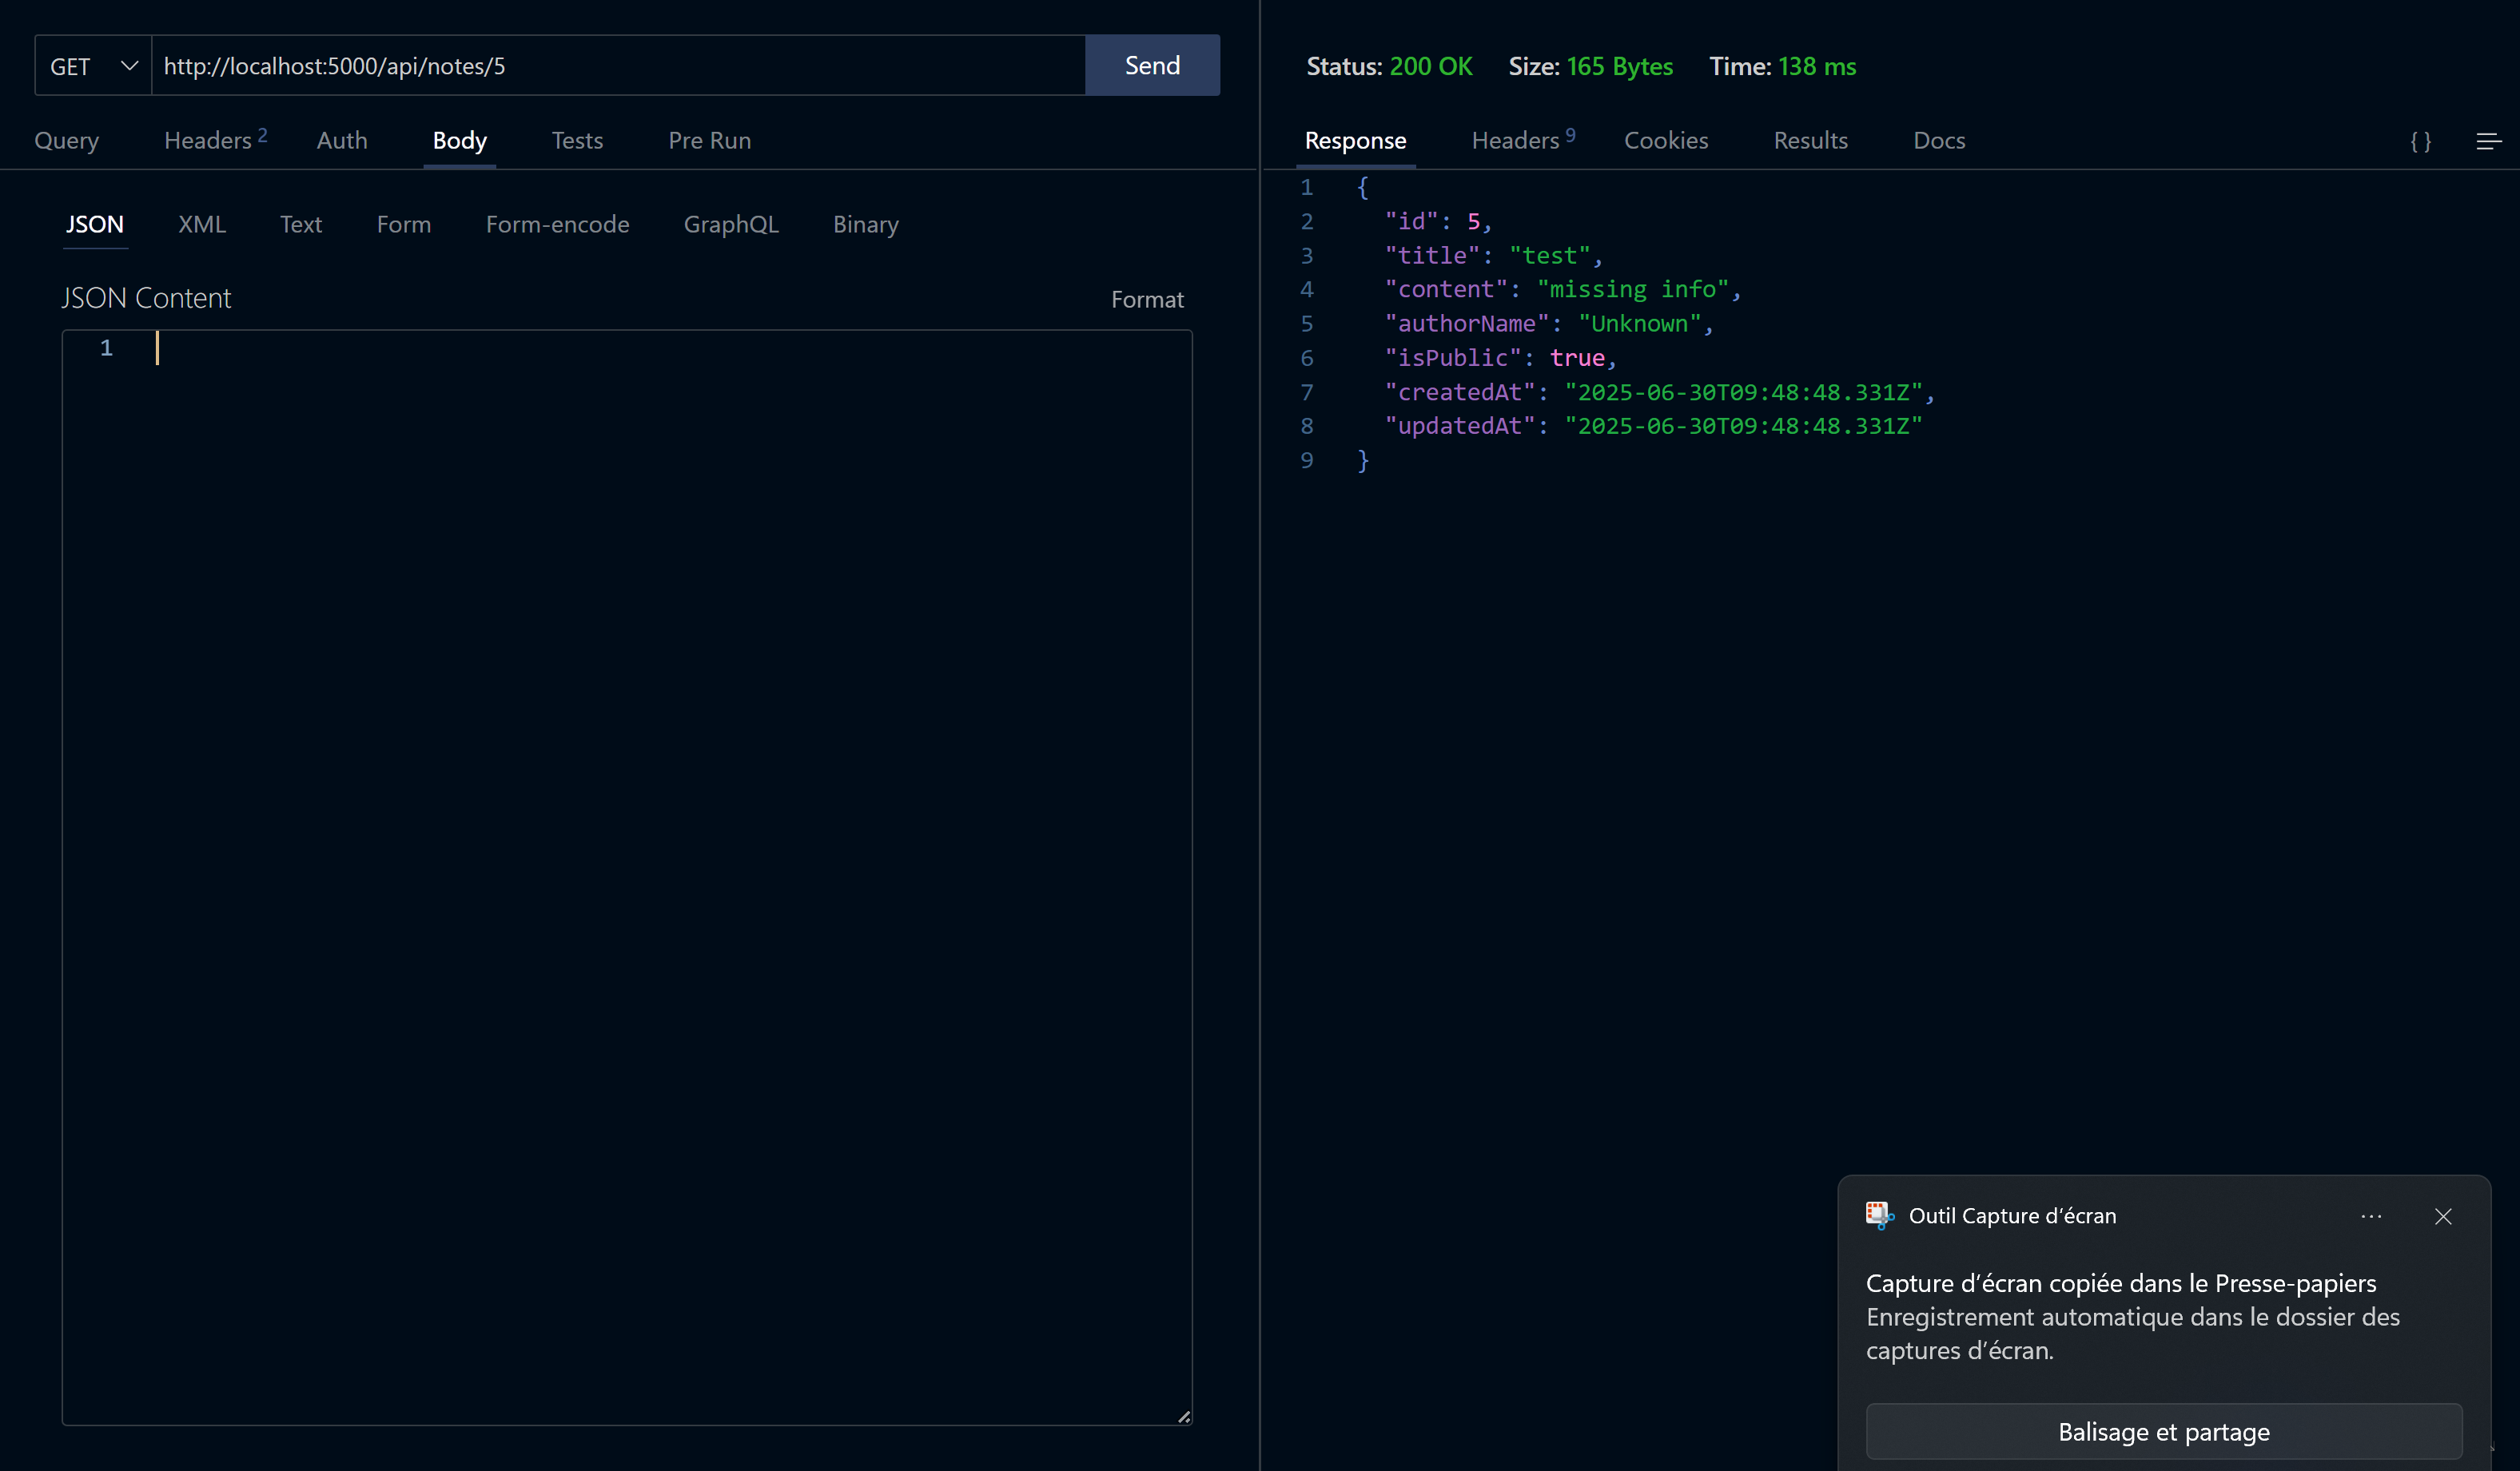 GET http://localhost:5000/api/notes/5 Send
Query Headers 2 Auth Body Tests Pre Run
JSON XML Text Form Form-encode GraphQL Binary
JSON Content Format
1
Status: 200 OK Size: 165 Bytes Time: 138 ms
Response Headers 9 Cookies Results Docs {}
1 {
2 "id": 5,
3 "title": "test",
4 "content": "missing info",
5 "authorName": "Unknown",
6 "isPublic": true,
7 "createdAt": "2025-06-30T09:48:48.331Z",
8 "updatedAt": "2025-06-30T09:48:48.331Z"
9 }
Outil Capture d'écran
Capture d'écran copiée dans le Presse-papiers
Enregistrement automatique dans le dossier des
captures d'écran.
Balisage et partage